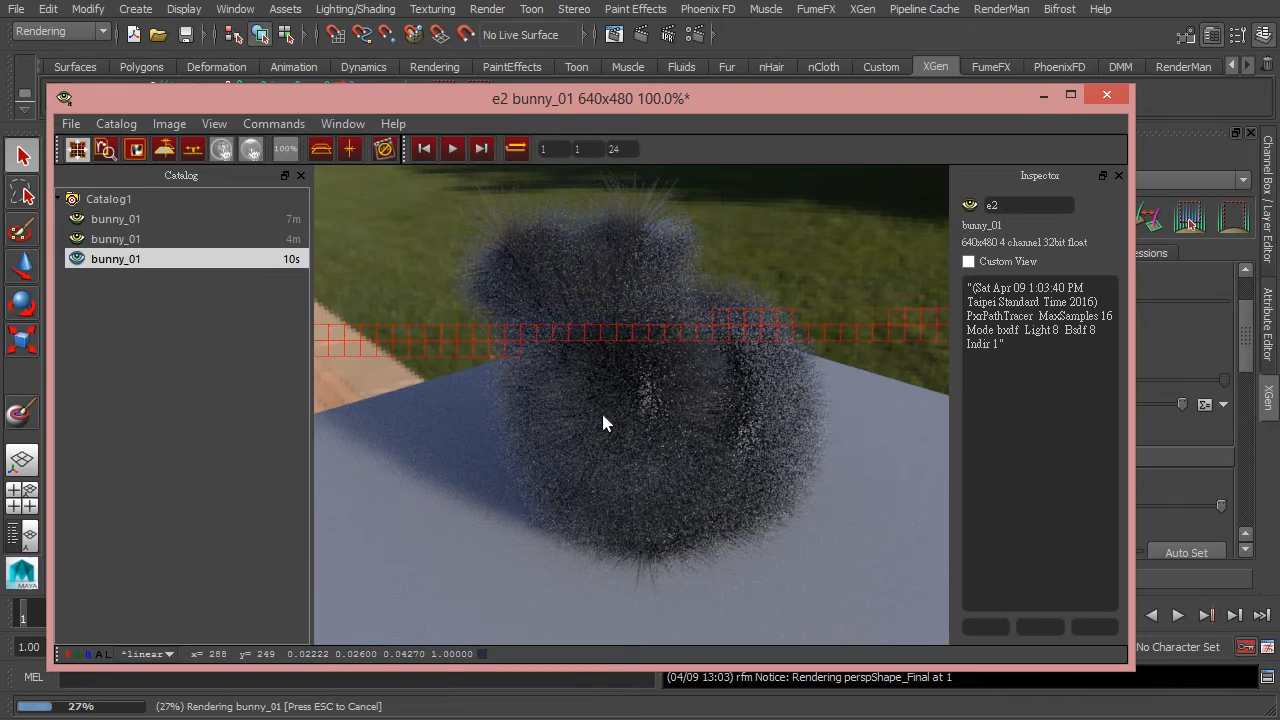 File Edit Modify Create Display Window Assets Lighting/Shading Texturing Render Toon Stereo Paint Effects Phoenix FD Muscle FumeFX XGen Pipeline Cache RenderMan Bifrost Help
Rendering No Live Surface
Surfaces Polygons Deformation Animation Dynamics Rendering PaintEffects Toon Muscle Fluids Fur nHair nCloth Custom XGen FumeFX PhoenixFD DMM RenderMan
e2 bunny_01 640x480 100.0%*
File Catalog Image View Commands Window Help
100% 1 1 24
Catalog
Inspector
Catalog1
bunny_01 7m
bunny_01 4m
bunny_01 10s
e2
bunny_01
640x480 4 channel 32bit float
Custom View
"(Sat Apr 09 1:03:40 PM
Taipei Standard Time 2016)
PxrPathTracer MaxSamples 16
Mode bxdf Light 8 Bsdf 8
Indir 1"
essions
Auto Set
Channel Box / Layer Editor
Attribute Editor
XGen
MAYA
1
1.00
No Character Set
R G B A L *linear x= 288 y= 249 0.02222 0.02600 0.04270 1.00000
MEL
(04/09 13:03) rfm Notice: Rendering perspShape_Final at 1
27% (27%) Rendering bunny_01 [Press ESC to Cancel]